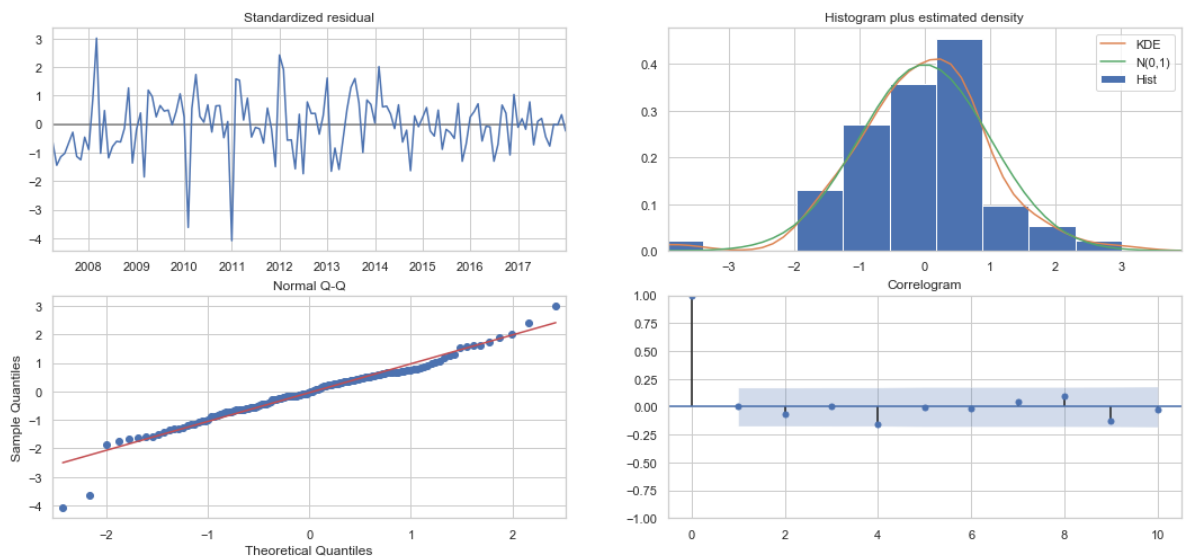 Standardized residual
3
2
1
0
−1
−2
−3
−4
2008 2009 2010 2011 2012 2013 2014 2015 2016 2017
Histogram plus estimated density
KDE
N(0,1)
Hist
0.4
0.3
0.2
0.1
0.0
−3 −2 −1 0 1 2 3
Normal Q-Q
3
2
1
0
−1
−2
−3
−4
Sample Quantiles
−2 −1 0 1 2
Theoretical Quantiles
Correlogram
1.00
0.75
0.50
0.25
0.00
−0.25
−0.50
−0.75
−1.00
0 2 4 6 8 10